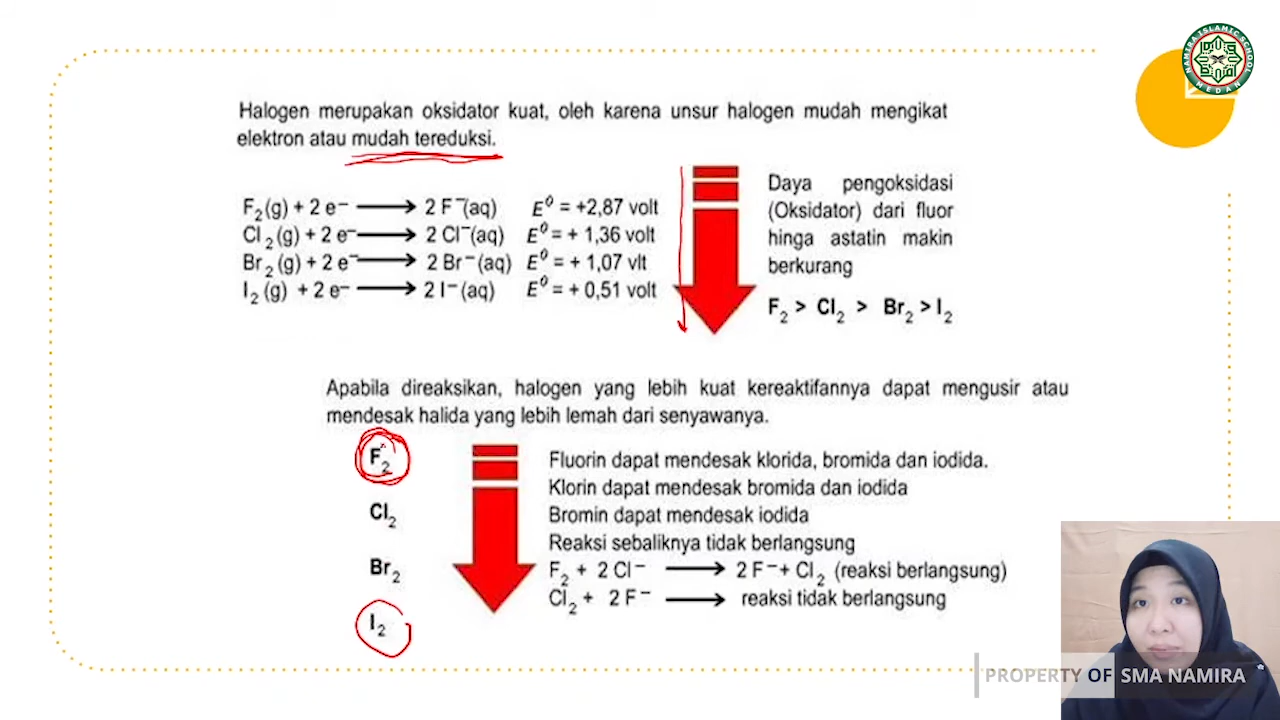 NAMIRA ISLAMIC SCHOOL
MEDAN
Halogen merupakan oksidator kuat, oleh karena unsur halogen mudah mengikat
elektron atau mudah tereduksi.
F₂(g) + 2 e⁻ ⟶ 2 F⁻(aq) E⁰ = +2,87 volt
Cl₂(g) + 2 e⁻ ⟶ 2 Cl⁻(aq) E⁰ = + 1,36 volt
Br₂(g) + 2 e⁻ ⟶ 2 Br⁻(aq) E⁰ = + 1,07 vlt
I₂(g) + 2 e⁻ ⟶ 2 I⁻(aq) E⁰ = + 0,51 volt
Daya pengoksidasi
(Oksidator) dari fluor
hinga astatin makin
berkurang
F₂ > Cl₂ > Br₂ > I₂
Apabila direaksikan, halogen yang lebih kuat kereaktifannya dapat mengusir atau
mendesak halida yang lebih lemah dari senyawanya.
F₂
Cl₂
Br₂
I₂
Fluorin dapat mendesak klorida, bromida dan iodida.
Klorin dapat mendesak bromida dan iodida
Bromin dapat mendesak iodida
Reaksi sebaliknya tidak berlangsung
F₂ + 2 Cl⁻ ⟶ 2 F⁻ + Cl₂ (reaksi berlangsung)
Cl₂ + 2 F⁻ ⟶ reaksi tidak berlangsung
PROPERTY OF SMA NAMIRA